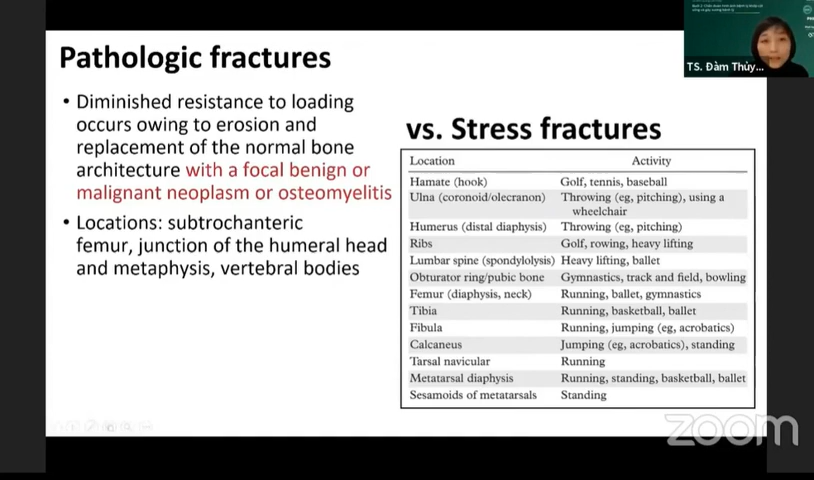 Pathologic fractures
• Diminished resistance to loading
occurs owing to erosion and
replacement of the normal bone
architecture with a focal benign or
malignant neoplasm or osteomyelitis
• Locations: subtrochanteric
femur, junction of the humeral head
and metaphysis, vertebral bodies
vs. Stress fractures
Location Activity
Hamate (hook) Golf, tennis, baseball
Ulna (coronoid/olecranon) Throwing (eg, pitching), using a
wheelchair
Humerus (distal diaphysis) Throwing (eg, pitching)
Ribs Golf, rowing, heavy lifting
Lumbar spine (spondylolysis) Heavy lifting, ballet
Obturator ring/pubic bone Gymnastics, track and field, bowling
Femur (diaphysis, neck) Running, ballet, gymnastics
Tibia Running, basketball, ballet
Fibula Running, jumping (eg, acrobatics)
Calcaneus Jumping (eg, acrobatics), standing
Tarsal navicular Running
Metatarsal diaphysis Running, standing, basketball, ballet
Sesamoids of metatarsals Standing
TS. Đàm Thủy...
zoom